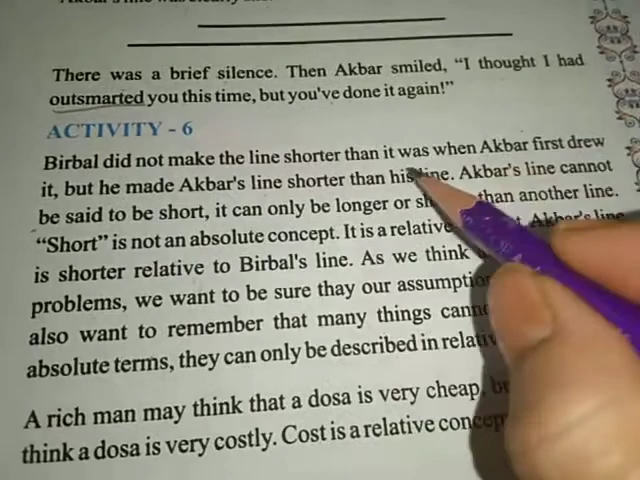 There was a brief silence. Then Akbar smiled, "I thought I had
outsmarted you this time, but you've done it again!"
ACTIVITY - 6
Birbal did not make the line shorter than it was when Akbar first drew
it, but he made Akbar's line shorter than his line. Akbar's line cannot
be said to be short, it can only be longer or than another line.
"Short" is not an absolute concept. It is a relative Akbar's line
is shorter relative to Birbal's line. As we think
problems, we want to be sure thay our
also want to remember that many things
absolute terms, they can only be described in
A rich man may think that a dosa is very cheap,
think a dosa is very costly. Cost is a relative